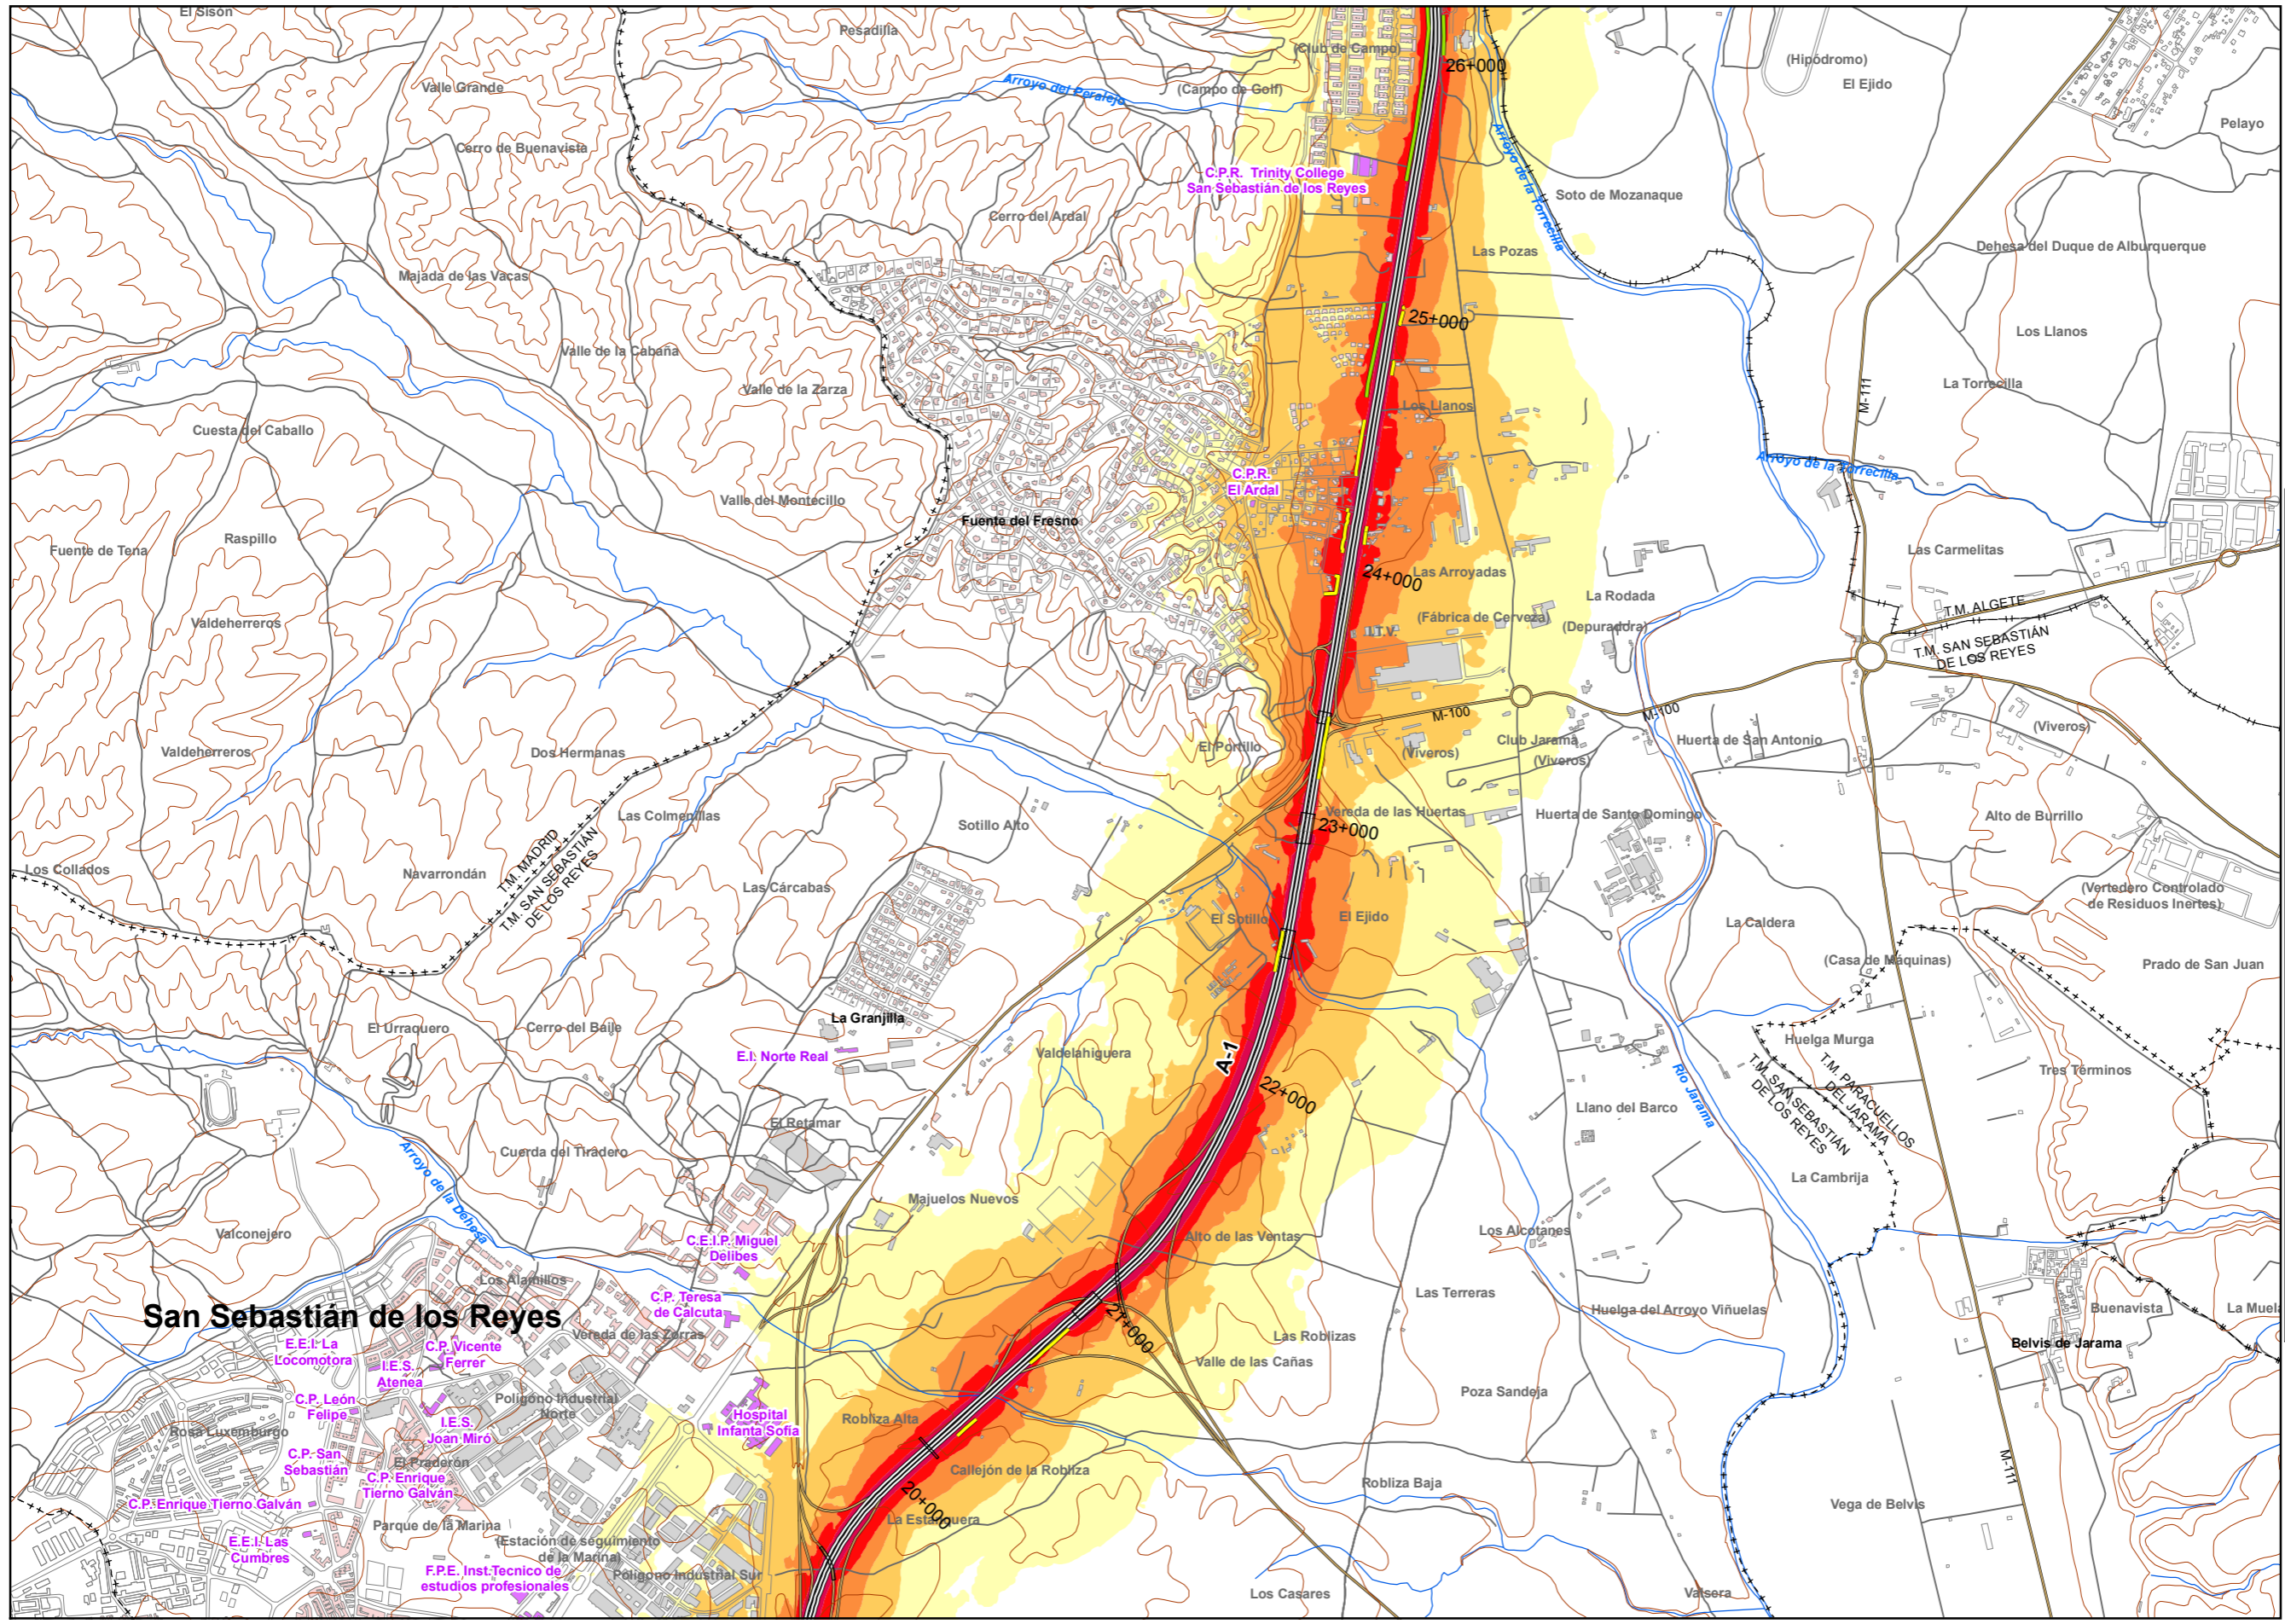 El Sisón
Pesadilla
(Club de Campo)
26+000
(Hipódromo)
El Ejido
Valle Grande
Arroyo del Peralejo
(Campo de Golf)
Pelayo
Cerro de Buenavista
Arroyo de la Torrecilla
C.P.R. Trinity College
San Sebastián de los Reyes
Soto de Mozanaque
Cerro del Ardal
Las Pozas
Dehesa del Duque de Alburquerque
Majada de las Vacas
25+000
Los Llanos
Valle de la Cabaña
Valle de la Zarza
La Torrecilla
M-111
Los Llanos
Cuesta del Caballo
Arroyo de la Torrecilla
C.P.R.
El Ardal
Valle del Montecillo
Fuente del Fresno
Raspillo
Fuente de Tena
Las Carmelitas
24+000
Las Arroyadas
La Rodada
(Fábrica de Cerveza)
(Depuradora)
T.M. ALGETE
T.M. SAN SEBASTIÁN
DE LOS REYES
Valdeherreros
I.T.V.
M-100
M-100
Valdeherreros
Dos Hermanas
El Portillo
(Viveros)
Club Jarama
(Viveros)
Huerta de San Antonio
(Viveros)
Las Colmenillas
Sotillo Alto
Vereda de las Huertas
23+000
Huerta de Santo Domingo
Alto de Burrillo
T.M. MADRID
T.M. SAN SEBASTIÁN
DE LOS REYES
Los Collados
Navarrondán
Las Cárcabas
(Vertedero Controlado
de Residuos Inertes)
El Sotillo
El Ejido
La Caldera
(Casa de Máquinas)
Prado de San Juan
La Granjilla
El Urraquero
Cerro del Baile
Huelga Murga
E.I. Norte Real
Valdelahiguera
A-1
Río Jarama
T.M. PARACUELLOS
DEL JARAMA
T.M. SAN SEBASTIÁN
DE LOS REYES
Tres Términos
22+000
Llano del Barco
El Retamar
Arroyo de la Dehesa
Cuerda del Tiradero
La Cambrija
Majuelos Nuevos
Valconejero
C.E.I.P. Miguel
Delibes
Alto de las Ventas
Los Alcotanes
Los Alamillos
C.P. Teresa
de Calcuta
Las Terreras
Huelga del Arroyo Viñuelas
Buenavista
La Muela
San Sebastián de los Reyes
Vereda de las Zorras
21+000
Las Roblizas
Belvis de Jarama
E.E.I. La
Locomotora
C.P. Vicente
Ferrer
I.E.S.
Atenea
Valle de las Cañas
C.P. León
Felipe
Polígono Industrial
Norte
Poza Sandeja
I.E.S.
Joan Miró
Hospital
Infanta Sofía
Robliza Alta
Rosa Luxemburgo
C.P. San
Sebastián
El Praderón
Callejón de la Robliza
M-111
C.P. Enrique
Tierno Galván
Robliza Baja
C.P. Enrique Tierno Galván
20+000
La Estanquera
Vega de Belvis
Parque de la Marina
E.E.I. Las
Cumbres
(Estación de seguimiento
de la Marina)
F.P.E. Inst.Tecnico de
estudios profesionales
Polígono Industrial Sur
Los Casares
Valsera